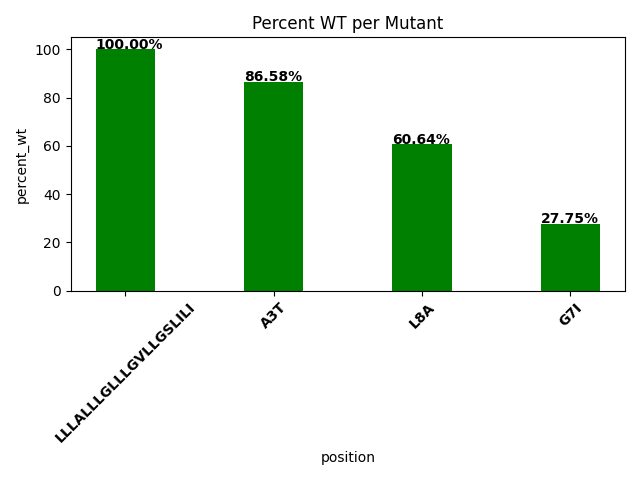 Percent WT per Mutant
percent_wt
100
80
60
40
20
0
100.00%
86.58%
60.64%
27.75%
LLLALLLGLLLGVLLGSLILI
A3T
L8A
G7I
position